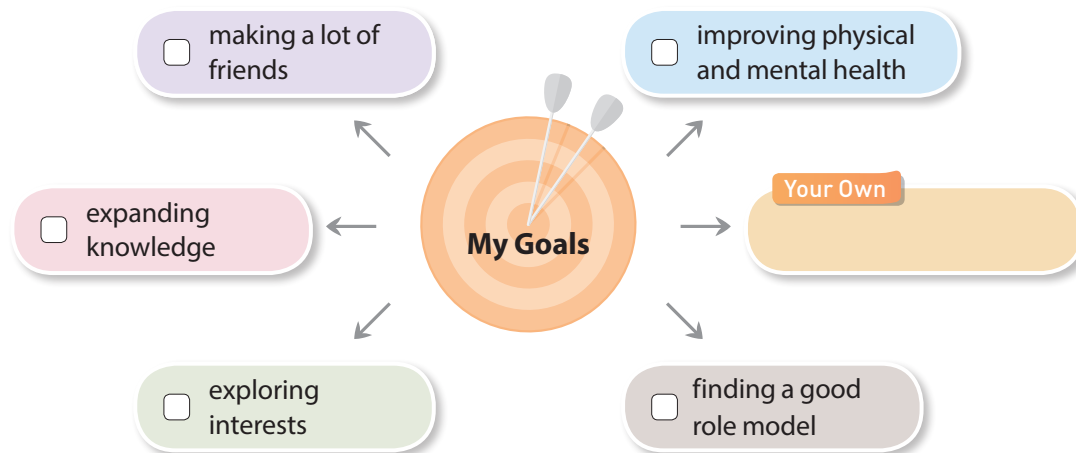 making a lot of
friends
improving physical
and mental health
expanding
knowledge
My Goals
Your Own
exploring
interests
finding a good
role model